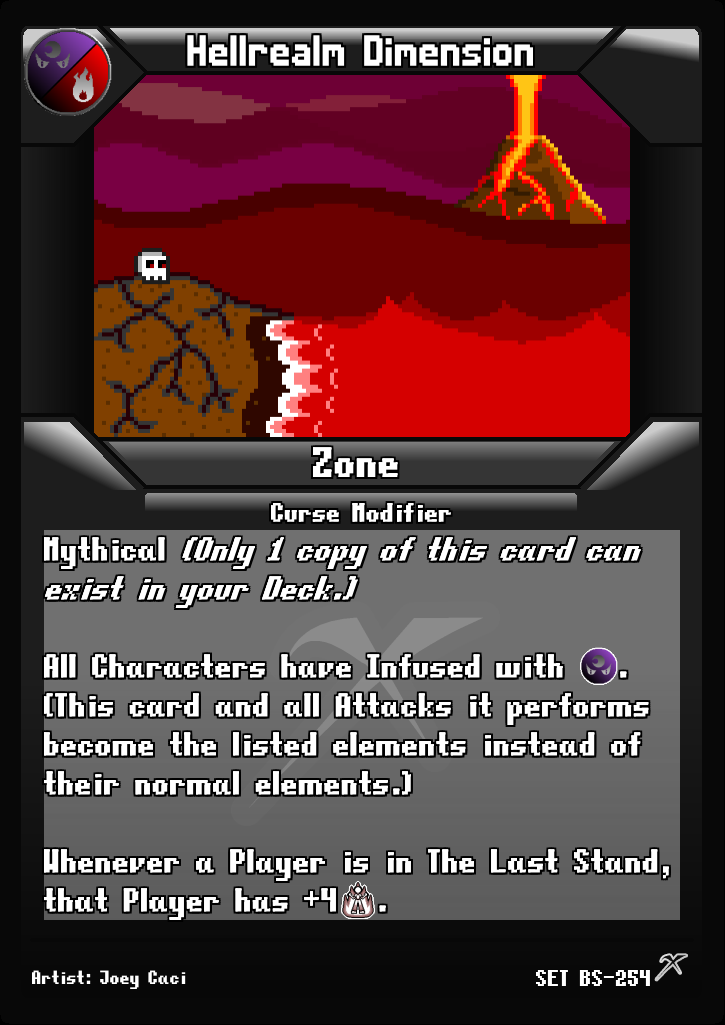 Hellrealm Dimension
Zone
Curse Modifier
Mythical (Only 1 copy of this card can
exist in your Deck.)
All Characters have Infused with .
(This card and all Attacks it performs
become the listed elements instead of
their normal elements.)
Whenever a Player is in The Last Stand,
that Player has +4.
Artist: Joey Caci
SET BS-254